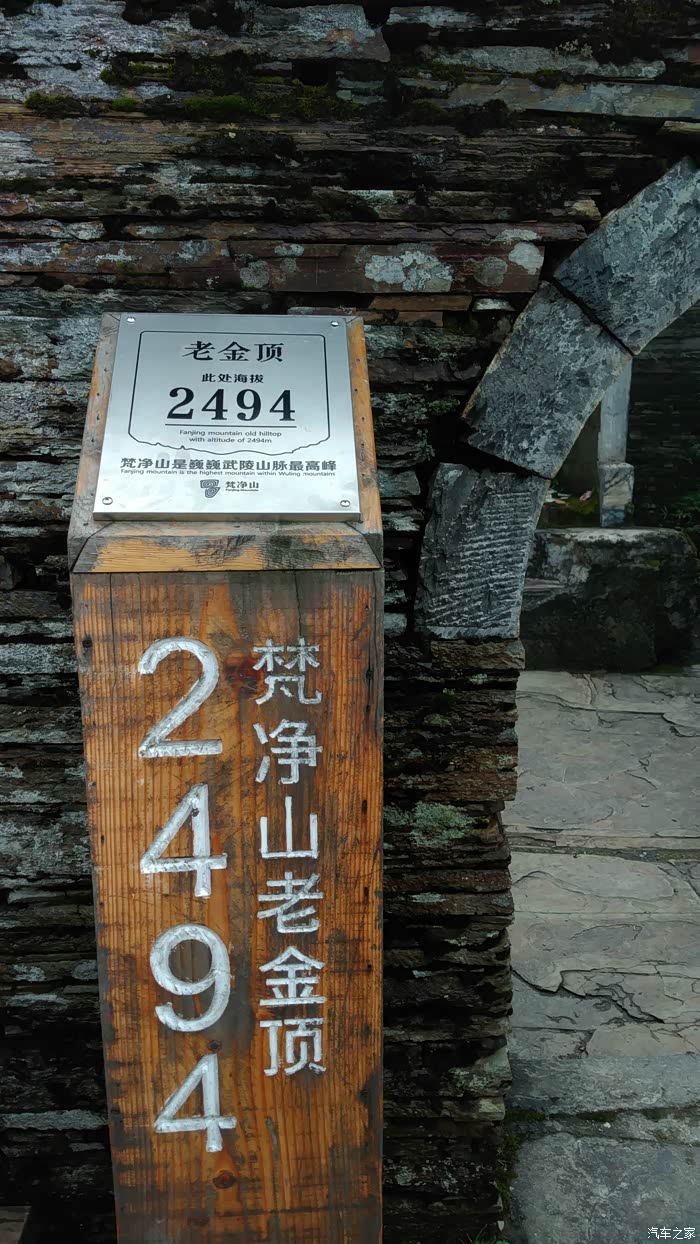 老金顶
此处海拔
2494
Fanjing mountain old hilltop
with altitude of 2494m
梵净山是巍巍武陵山脉最高峰
Fanjing mountain is the highest mountain within Wuling mountains
梵净山
Fanjing Mountain
2494
梵净山老金顶
汽车之家